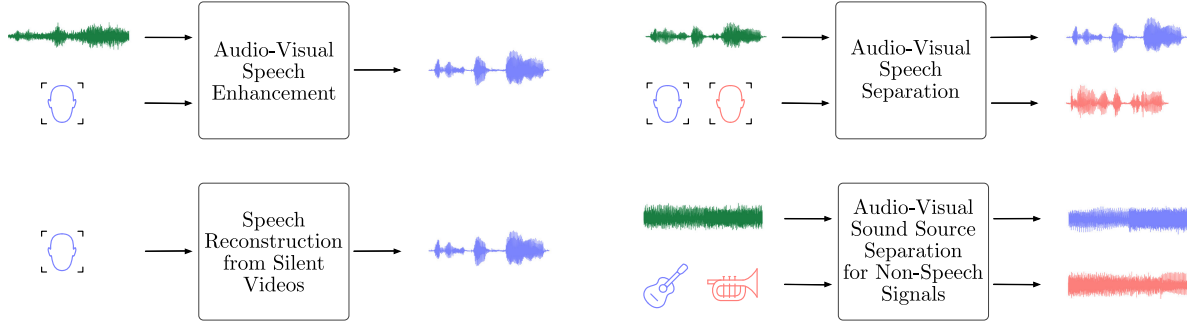 Audio-Visual
Speech
Enhancement
Audio-Visual
Speech
Separation
Speech
Reconstruction
from Silent
Videos
Audio-Visual
Sound Source
Separation
for Non-Speech
Signals